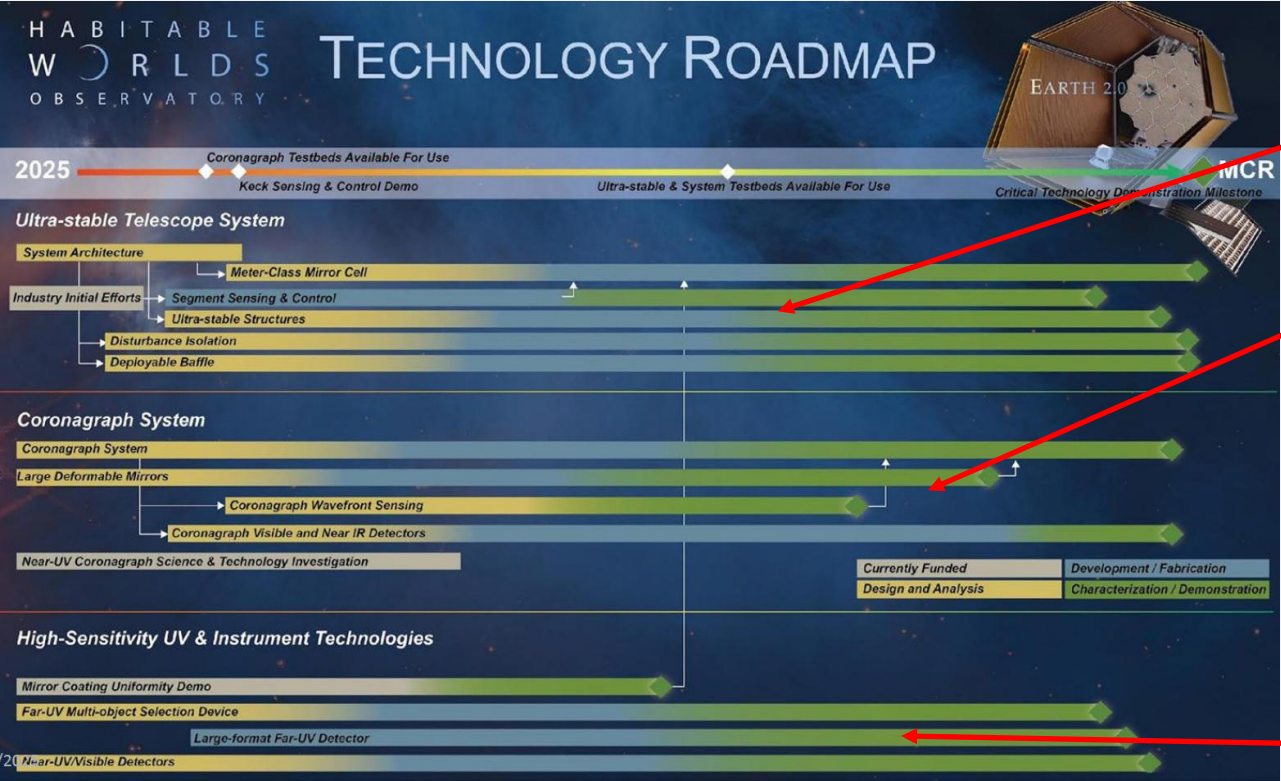 HABITABLE
WORLDS
OBSERVATORY
TECHNOLOGY ROADMAP
EARTH 2.0
2025
Coronagraph Testbeds Available For Use
Keck Sensing & Control Demo
Ultra-stable & System Testbeds Available For Use
MCR
Critical Technology Demonstration Milestone
Ultra-stable Telescope System
System Architecture
Meter-Class Mirror Cell
Industry Initial Efforts
Segment Sensing & Control
Ultra-stable Structures
Disturbance Isolation
Deployable Baffle
Coronagraph System
Coronagraph System
Large Deformable Mirrors
Coronagraph Wavefront Sensing
Coronagraph Visible and Near IR Detectors
Near-UV Coronagraph Science & Technology Investigation
Currently Funded
Development / Fabrication
Design and Analysis
Characterization / Demonstration
High-Sensitivity UV & Instrument Technologies
Mirror Coating Uniformity Demo
Far-UV Multi-object Selection Device
Large-format Far-UV Detector
Near-UV/Visible Detectors